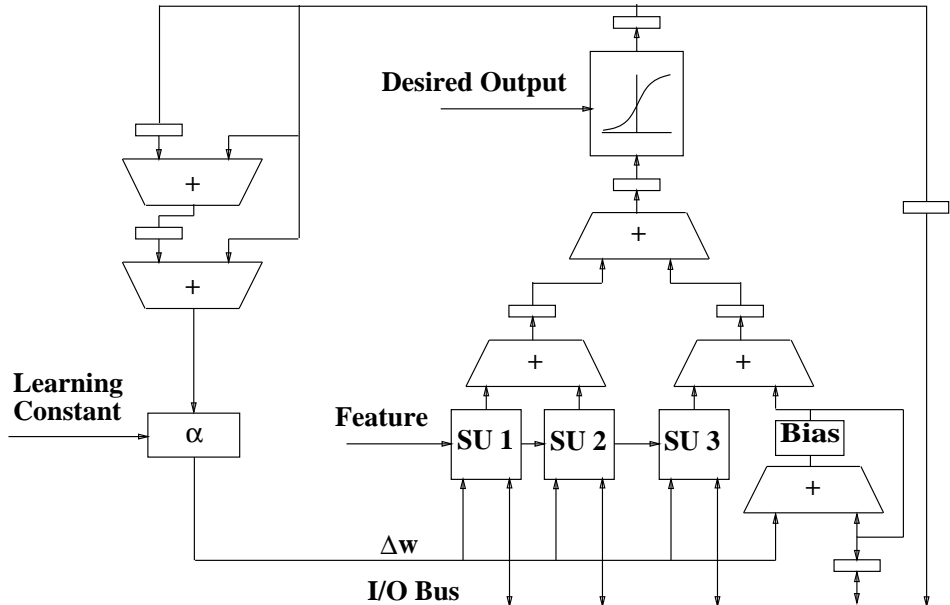 Desired Output
+
+
+
+
+
+
Learning
Constant
α
Feature
SU 1
SU 2
SU 3
Bias
+
Δw
I/O Bus